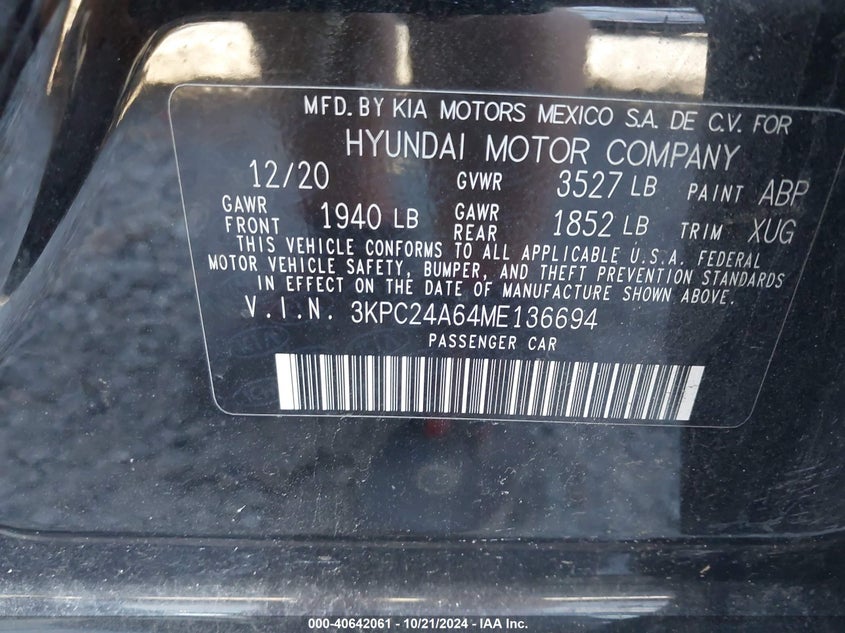 MFD. BY KIA MOTORS MEXICO S.A. DE C.V. FOR
HYUNDAI MOTOR COMPANY
12/20 GVWR 3527 LB PAINT ABP
GAWR FRONT 1940 LB GAWR REAR 1852 LB TRIM XUG
THIS VEHICLE CONFORMS TO ALL APPLICABLE U.S.A. FEDERAL
MOTOR VEHICLE SAFETY, BUMPER, AND THEFT PREVENTION STANDARDS
IN EFFECT ON THE DATE OF MANUFACTURE SHOWN ABOVE.
V.I.N. 3KPC24A64ME136694
PASSENGER CAR
000-40642061 - 10/21/2024 - IAA Inc.